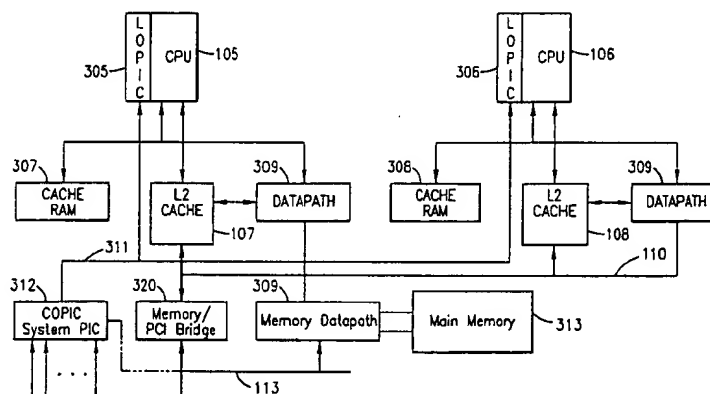 LOPIC
CPU
105
305
LOPIC
CPU
106
306
307
CACHE
RAM
L2
CACHE
107
309
DATAPATH
308
CACHE
RAM
L2
CACHE
108
309
DATAPATH
311
110
312
COPIC
System PIC
320
Memory/
PCI Bridge
309
Memory Datapath
Main Memory
313
. . .
113